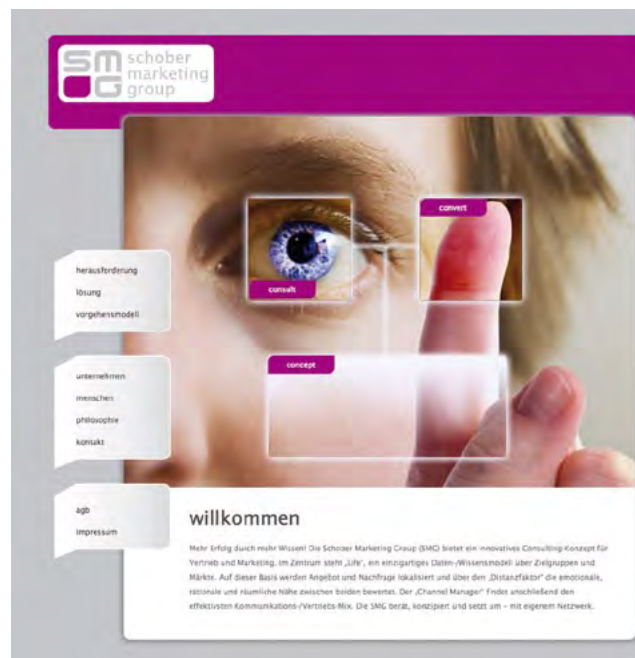 SMG schober
marketing
group
convert
consult
concept
herausforderung
lösung
vorgehensmodell
unternehmen
menschen
philosophie
kontakt
agb
impressum
willkommen
Mehr Erfolg durch mehr Wissen! Die Schober Marketing Group (SMG) bietet ein innovatives Consulting-Konzept für
Vertrieb und Marketing. Im Zentrum steht „Life“, ein einzigartiges Daten-/Wissensmodell über Zielgruppen und
Märkte. Auf dieser Basis werden Angebot und Nachfrage lokalisiert und über den „Distanzfaktor“ die emotionale,
rationale und räumliche Nähe zwischen beiden bewertet. Der „Channel Manager“ findet anschließend den
effektivsten Kommunikations-/Vertriebs-Mix. Die SMG berät, konzipiert und setzt um – mit eigenem Netzwerk.